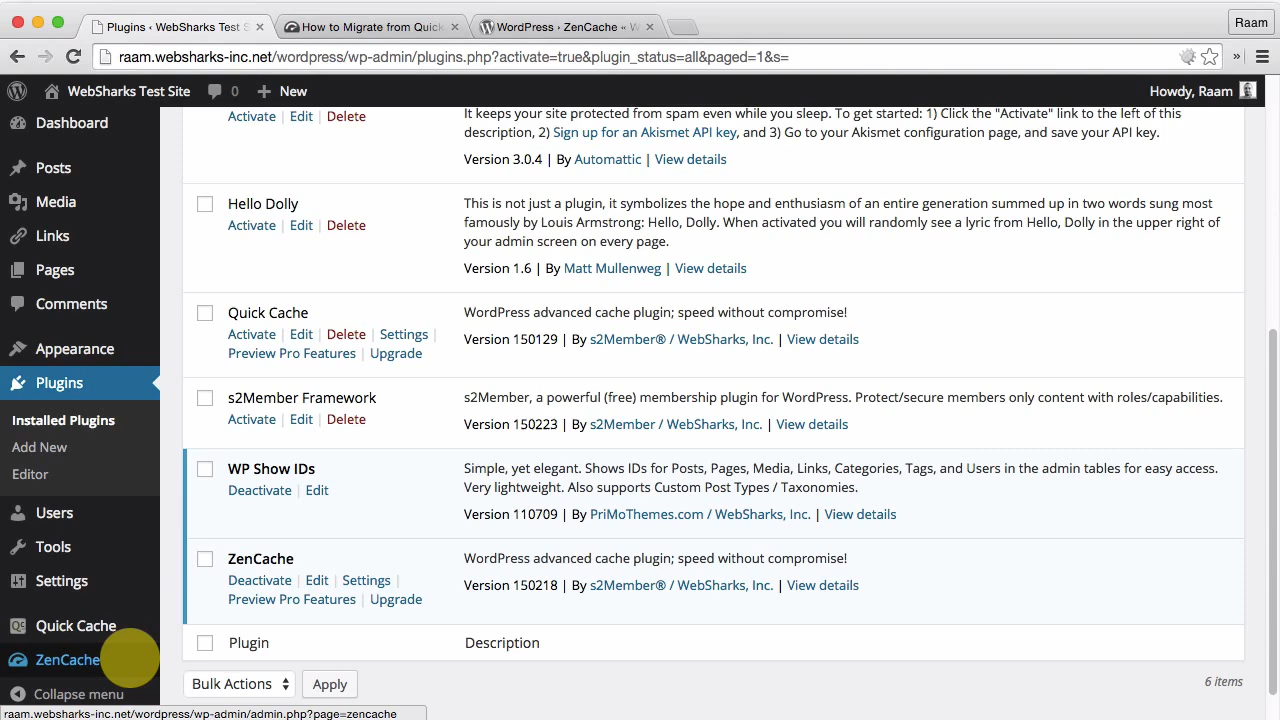 Plugins ‹ WebSharks Test S
How to Migrate from Quick
WordPress › ZenCache « W
Raam
raam.websharks-inc.net/wordpress/wp-admin/plugins.php?activate=true&plugin_status=all&paged=1&s=
WebSharks Test Site
0
New
Howdy, Raam
Dashboard
Posts
Media
Links
Pages
Comments
Appearance
Plugins
Installed Plugins
Add New
Editor
Users
Tools
Settings
Quick Cache
ZenCache
Collapse menu
Activate | Edit | Delete
It keeps your site protected from spam even while you sleep. To get started: 1) Click the "Activate" link to the left of this
description, 2) Sign up for an Akismet API key, and 3) Go to your Akismet configuration page, and save your API key.
Version 3.0.4 | By Automattic | View details
Hello Dolly
Activate | Edit | Delete
This is not just a plugin, it symbolizes the hope and enthusiasm of an entire generation summed up in two words sung most
famously by Louis Armstrong: Hello, Dolly. When activated you will randomly see a lyric from Hello, Dolly in the upper right of
your admin screen on every page.
Version 1.6 | By Matt Mullenweg | View details
Quick Cache
Activate | Edit | Delete | Settings |
Preview Pro Features | Upgrade
WordPress advanced cache plugin; speed without compromise!
Version 150129 | By s2Member® / WebSharks, Inc. | View details
s2Member Framework
Activate | Edit | Delete
s2Member, a powerful (free) membership plugin for WordPress. Protect/secure members only content with roles/capabilities.
Version 150223 | By s2Member / WebSharks, Inc. | View details
WP Show IDs
Deactivate | Edit
Simple, yet elegant. Shows IDs for Posts, Pages, Media, Links, Categories, Tags, and Users in the admin tables for easy access.
Very lightweight. Also supports Custom Post Types / Taxonomies.
Version 110709 | By PriMoThemes.com / WebSharks, Inc. | View details
ZenCache
Deactivate | Edit | Settings |
Preview Pro Features | Upgrade
WordPress advanced cache plugin; speed without compromise!
Version 150218 | By s2Member® / WebSharks, Inc. | View details
Plugin
Description
Bulk Actions
Apply
6 items
raam.websharks-inc.net/wordpress/wp-admin/admin.php?page=zencache